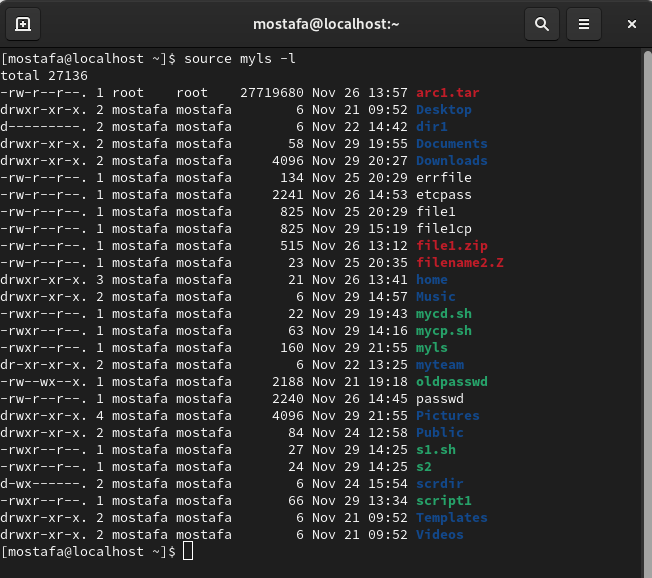 mostafa@localhost:~
[mostafa@localhost ~]$ source myls -l
total 27136
-rw-r--r--. 1 root    root    27719680 Nov 26 13:57 arc1.tar
drwxr-xr-x. 2 mostafa mostafa        6 Nov 21 09:52 Desktop
d---------. 2 mostafa mostafa        6 Nov 22 14:42 dir1
drwxr-xr-x. 2 mostafa mostafa       58 Nov 29 19:55 Documents
drwxr-xr-x. 2 mostafa mostafa     4096 Nov 29 20:27 Downloads
-rw-r--r--. 1 mostafa mostafa      134 Nov 25 20:29 errfile
-rw-r--r--. 1 mostafa mostafa     2241 Nov 26 14:53 etcpass
-rw-r--r--. 1 mostafa mostafa      825 Nov 25 20:29 file1
-rw-r--r--. 1 mostafa mostafa      825 Nov 29 15:19 file1cp
-rw-r--r--. 1 mostafa mostafa      515 Nov 26 13:12 file1.zip
-rw-r--r--. 1 mostafa mostafa       23 Nov 25 20:35 filename2.Z
drwxr-xr-x. 3 mostafa mostafa       21 Nov 26 13:41 home
drwxr-xr-x. 2 mostafa mostafa        6 Nov 29 14:57 Music
-rwxr--r--. 1 mostafa mostafa       22 Nov 29 19:43 mycd.sh
-rwxr--r--. 1 mostafa mostafa       63 Nov 29 14:16 mycp.sh
-rwxr--r--. 1 mostafa mostafa      160 Nov 29 21:55 myls
dr-xr-xr-x. 2 mostafa mostafa        6 Nov 22 13:25 myteam
-rw--wx--x. 1 mostafa mostafa     2188 Nov 21 19:18 oldpasswd
-rw-r--r--. 1 mostafa mostafa     2240 Nov 26 14:45 passwd
drwxr-xr-x. 4 mostafa mostafa     4096 Nov 29 21:55 Pictures
drwxr-xr-x. 2 mostafa mostafa       84 Nov 24 12:58 Public
-rwxr--r--. 1 mostafa mostafa       27 Nov 29 14:25 s1.sh
-rwxr--r--. 1 mostafa mostafa       24 Nov 29 14:25 s2
d-wx------. 2 mostafa mostafa        6 Nov 24 15:54 scrdir
-rwxr--r--. 1 mostafa mostafa       66 Nov 29 13:34 script1
drwxr-xr-x. 2 mostafa mostafa        6 Nov 21 09:52 Templates
drwxr-xr-x. 2 mostafa mostafa        6 Nov 21 09:52 Videos
[mostafa@localhost ~]$